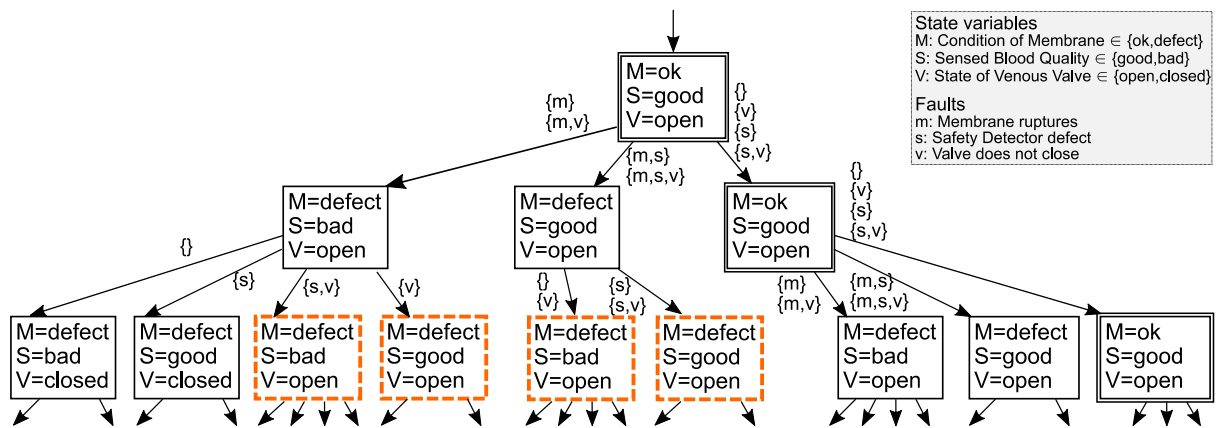 State variables
M: Condition of Membrane ∈ {ok,defect}
S: Sensed Blood Quality ∈ {good,bad}
V: State of Venous Valve ∈ {open,closed}
Faults
m: Membrane ruptures
s: Safety Detector defect
v: Valve does not close
M=ok
S=good
V=open
{m}
{m,v}
{m,s}
{m,s,v}
{}
{v}
{s}
{s,v}
M=defect
S=bad
V=open
M=defect
S=good
V=open
M=ok
S=good
V=open
{}
{s}
{s,v}
{v}
{}
{v}
{s}
{s,v}
{m}
{m,v}
{m,s}
{m,s,v}
{}
{v}
{s}
{s,v}
M=defect
S=bad
V=closed
M=defect
S=good
V=closed
M=defect
S=bad
V=open
M=defect
S=good
V=open
M=defect
S=bad
V=open
M=defect
S=good
V=open
M=defect
S=bad
V=open
M=defect
S=good
V=open
M=ok
S=good
V=open